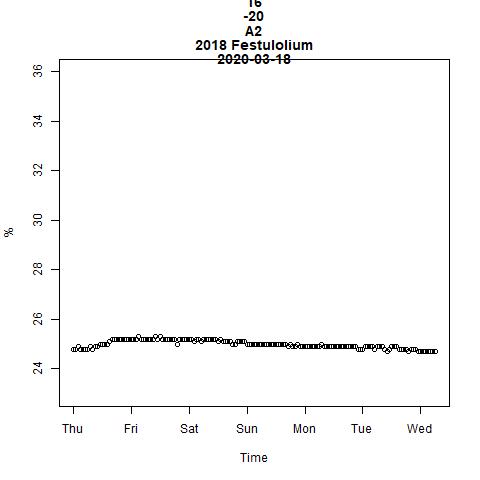 16
-20
A2
2018 Festulolium
2020-03-18
36
34
32
30
28
26
24
%
Thu Fri Sat Sun Mon Tue Wed
Time